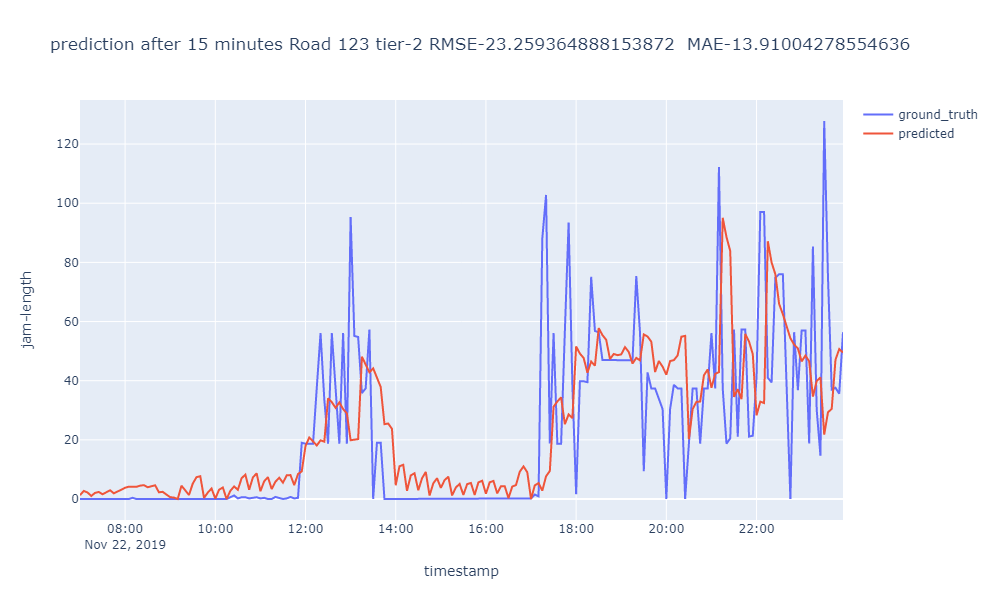 prediction after 15 minutes Road 123 tier-2 RMSE-23.259364888153872  MAE-13.91004278554636
ground_truth
predicted
120
100
80
60
40
20
0
jam-length
08:00 10:00 12:00 14:00 16:00 18:00 20:00 22:00
Nov 22, 2019
timestamp